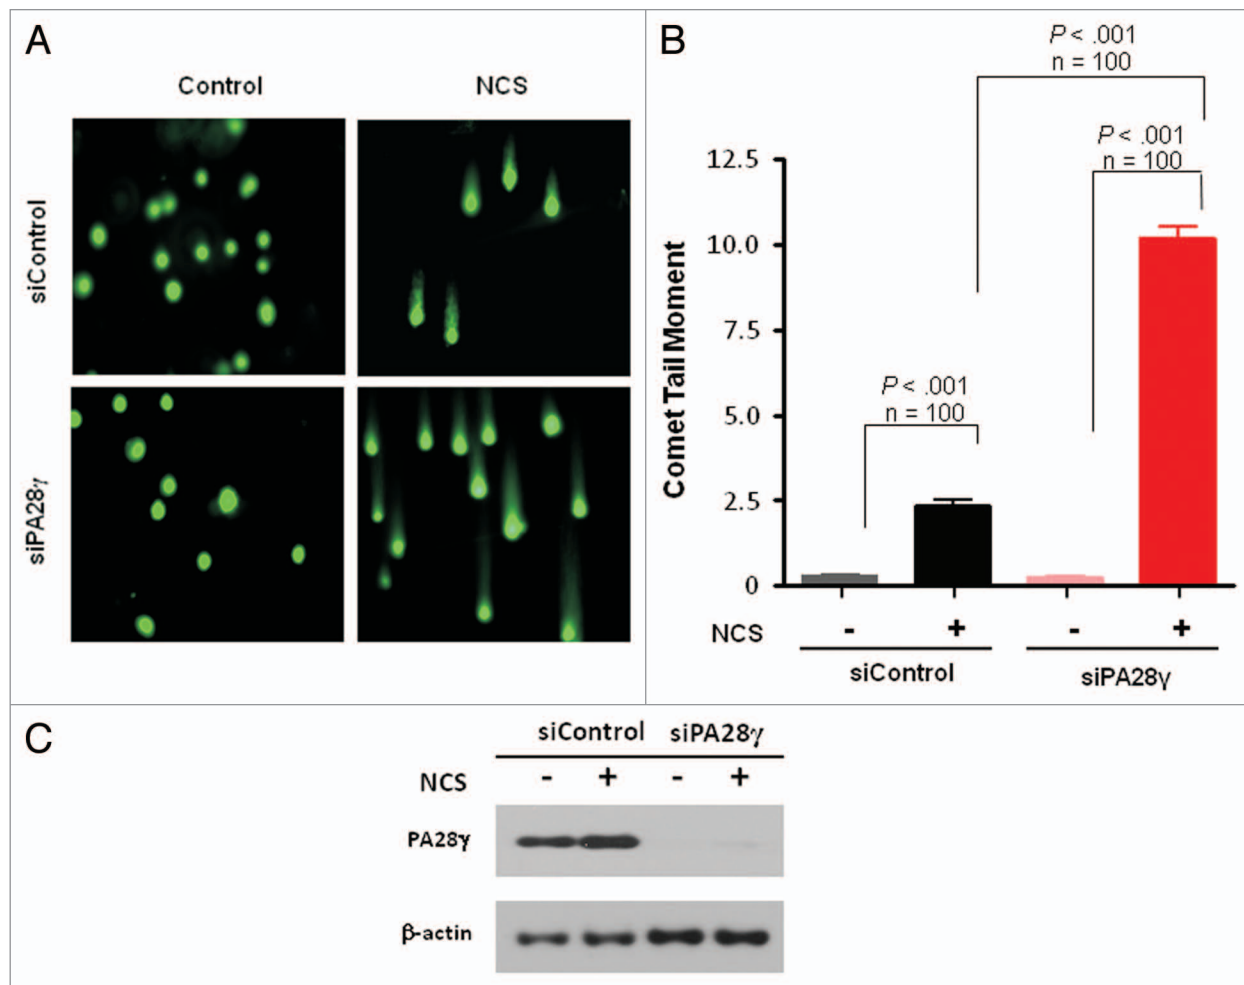 A
Control
NCS
siControl
siPA28γ
B
P < .001
n = 100
P < .001
n = 100
P < .001
n = 100
12.5
10.0
7.5
5.0
2.5
0
Comet Tail Moment
NCS - + - +
siControl siPA28γ
C
siControl siPA28γ
NCS - + - +
PA28γ
β-actin